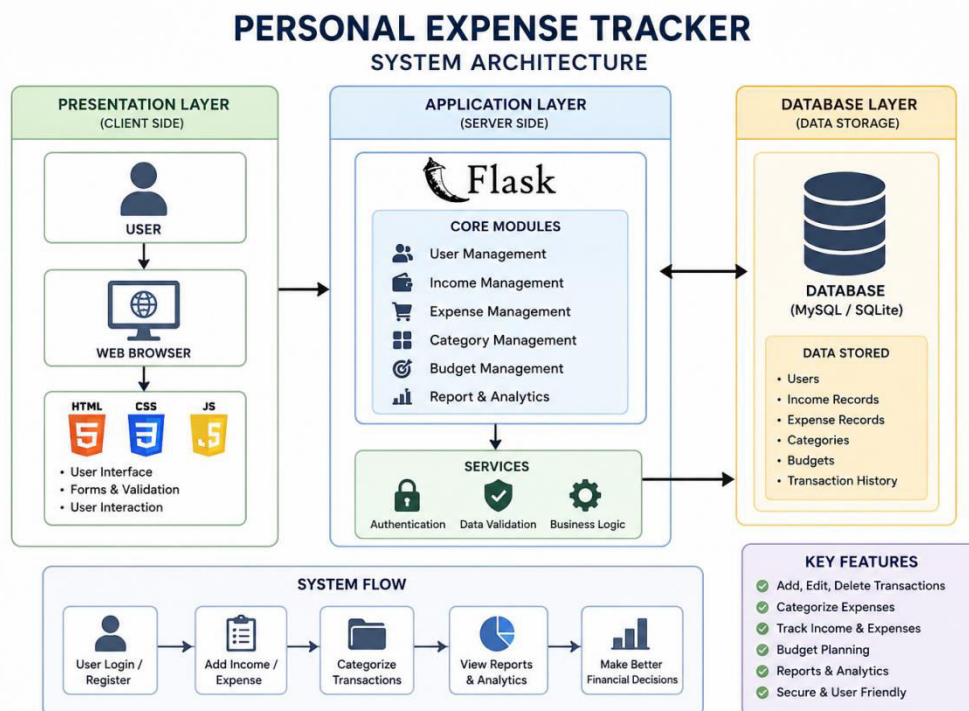 PERSONAL EXPENSE TRACKER
SYSTEM ARCHITECTURE
PRESENTATION LAYER
(CLIENT SIDE)
USER
WEB BROWSER
HTML
CSS
JS
5
3
.5
• User Interface
• Forms & Validation
• User Interaction
APPLICATION LAYER
(SERVER SIDE)
Flask
CORE MODULES
User Management
Income Management
Expense Management
Category Management
Budget Management
Report & Analytics
SERVICES
Authentication
Data Validation
Business Logic
DATABASE LAYER
(DATA STORAGE)
DATABASE
(MySQL / SQLite)
DATA STORED
• Users
• Income Records
• Expense Records
• Categories
• Budgets
• Transaction History
SYSTEM FLOW
User Login /
Register
Add Income /
Expense
Categorize
Transactions
View Reports
& Analytics
Make Better
Financial Decisions
KEY FEATURES
Add, Edit, Delete Transactions
Categorize Expenses
Track Income & Expenses
Budget Planning
Reports & Analytics
Secure & User Friendly